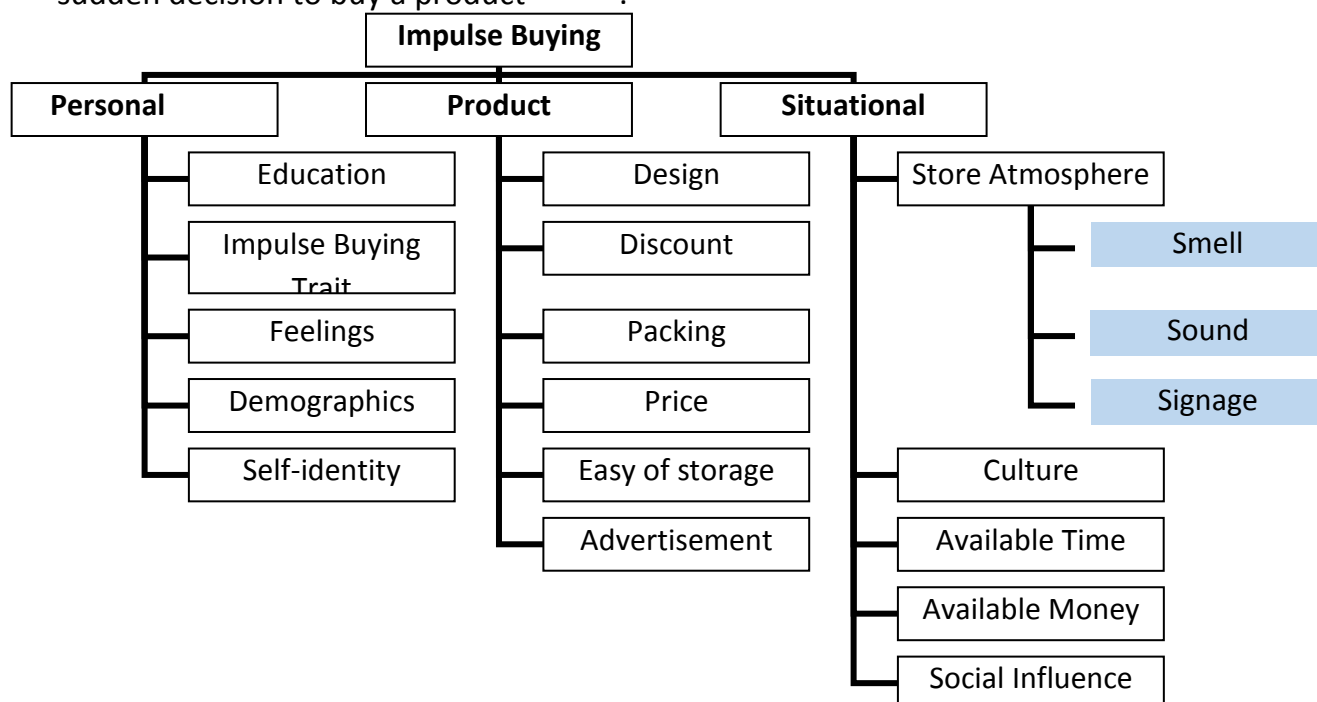 sudden decision to buy a product
Impulse Buying
Personal
Product
Situational
Education
Design
Store Atmosphere
Impulse Buying
Trait
Discount
Smell
Feelings
Packing
Sound
Demographics
Price
Signage
Self-identity
Easy of storage
Culture
Advertisement
Available Time
Available Money
Social Influence